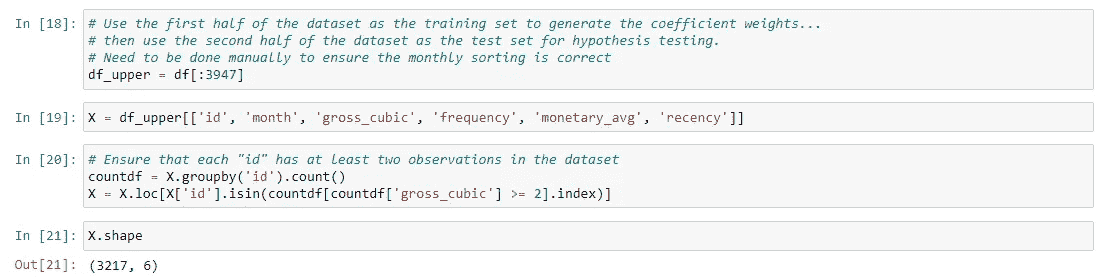 In [18]: # Use the first half of the dataset as the training set to generate the coefficient weights...
# then use the second half of the dataset as the test set for hypothesis testing.
# Need to be done manually to ensure the monthly sorting is correct
df_upper = df[:3947]
In [19]: X = df_upper[['id', 'month', 'gross_cubic', 'frequency', 'monetary_avg', 'recency']]
In [20]: # Ensure that each "id" has at least two observations in the dataset
countdf = X.groupby('id').count()
X = X.loc[X['id'].isin(countdf[countdf['gross_cubic'] >= 2].index)]
In [21]: X.shape
Out[21]: (3217, 6)